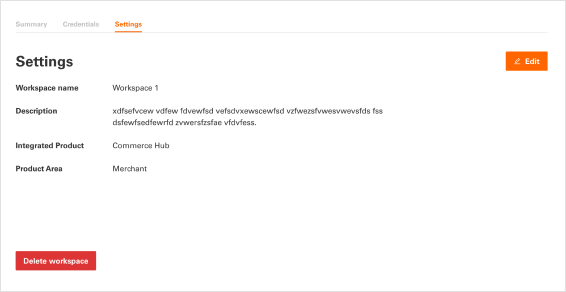 Summary Credentials Settings
Settings
Edit
Workspace name Workspace 1
Description xdfsefvcew vdfew fdvewfsd vefsdvxewscewfsd vzfwezsfvwesvwevsfds fss
dsfewfsedfewrfd zvwersfzsfae vfdvfess.
Integrated Product Commerce Hub
Product Area Merchant
Delete workspace